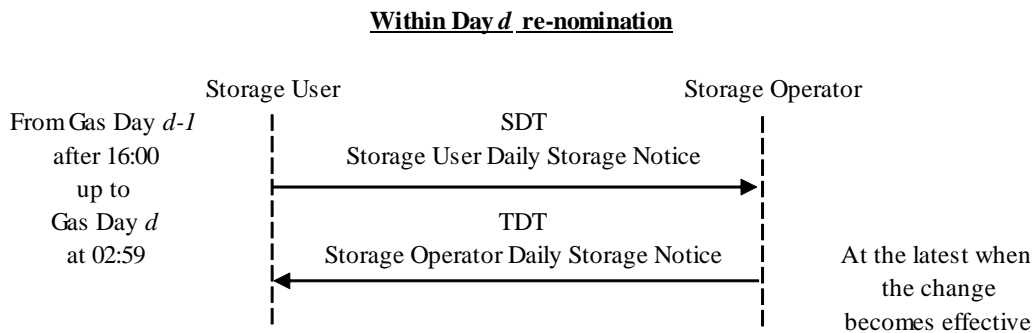 Within Day d re-nomination
Storage User
Storage Operator
From Gas Day d-1
after 16:00
up to
Gas Day d
at 02:59
SDT
Storage User Daily Storage Notice
TDT
Storage Operator Daily Storage Notice
At the latest when
the change
becomes effective